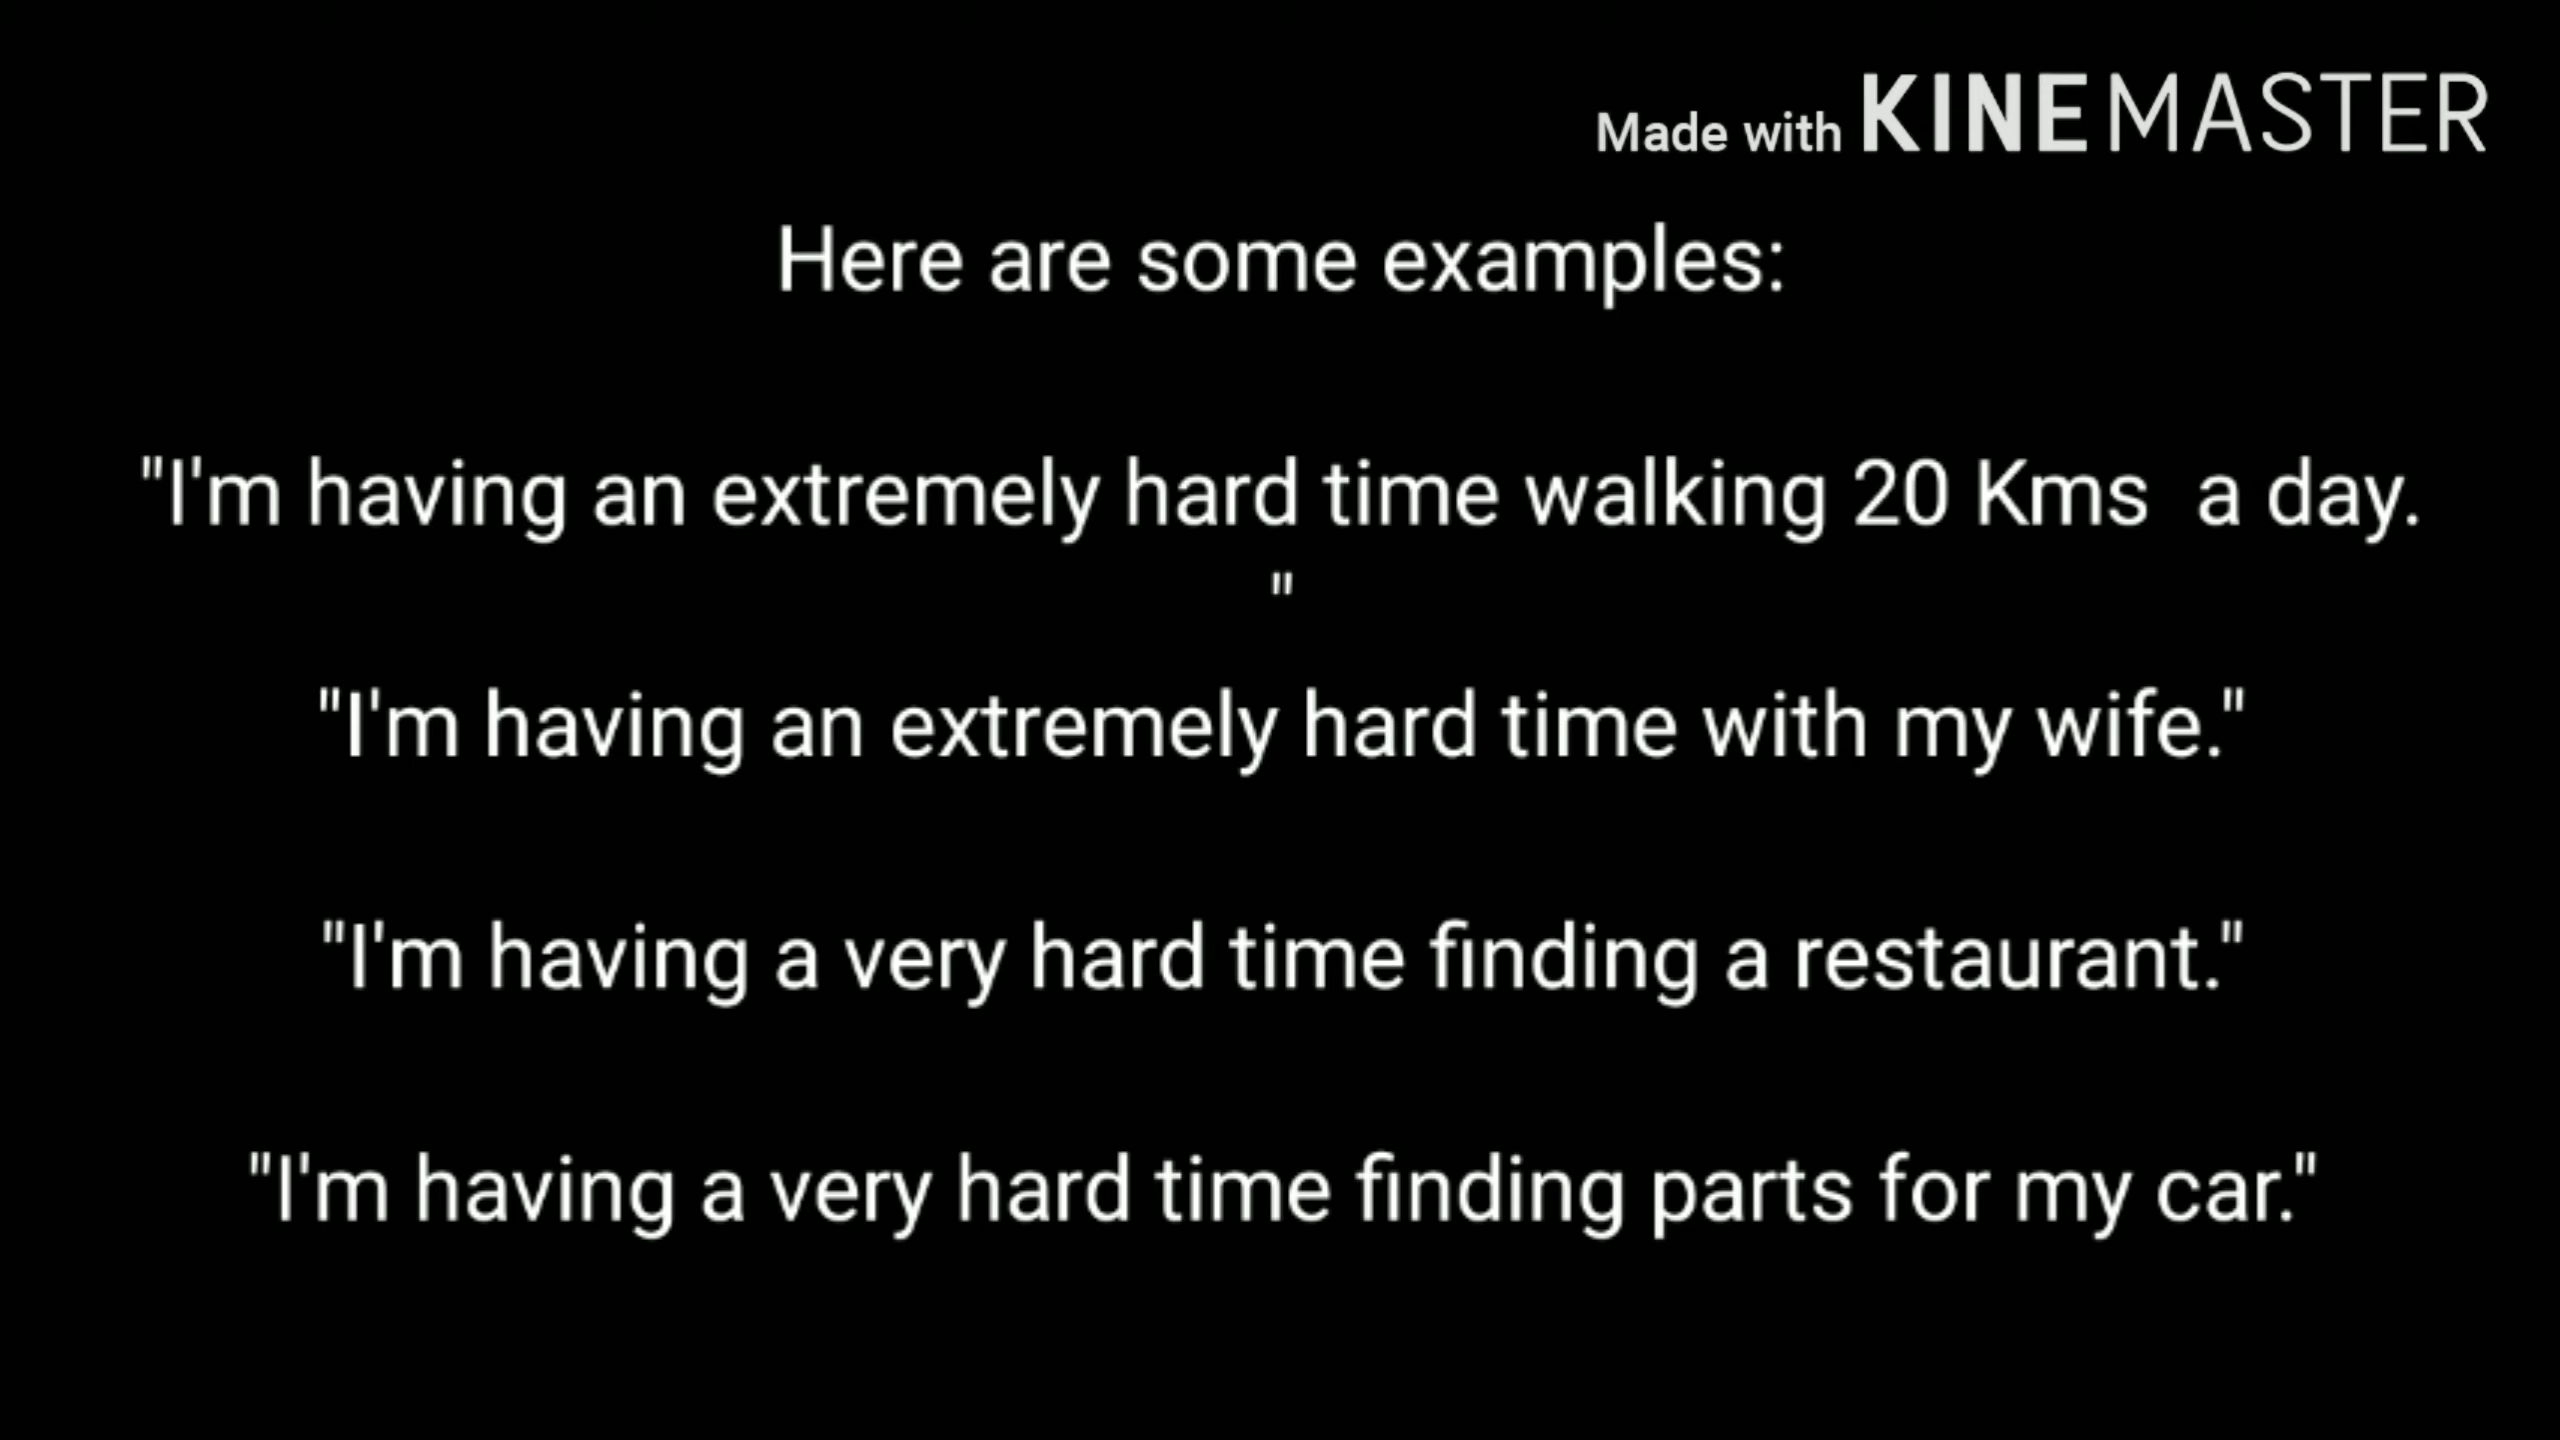 Made with KINEMASTER
Here are some examples:
"I'm having an extremely hard time walking 20 Kms  a day.
"
"I'm having an extremely hard time with my wife."
"I'm having a very hard time finding a restaurant."
"I'm having a very hard time finding parts for my car."